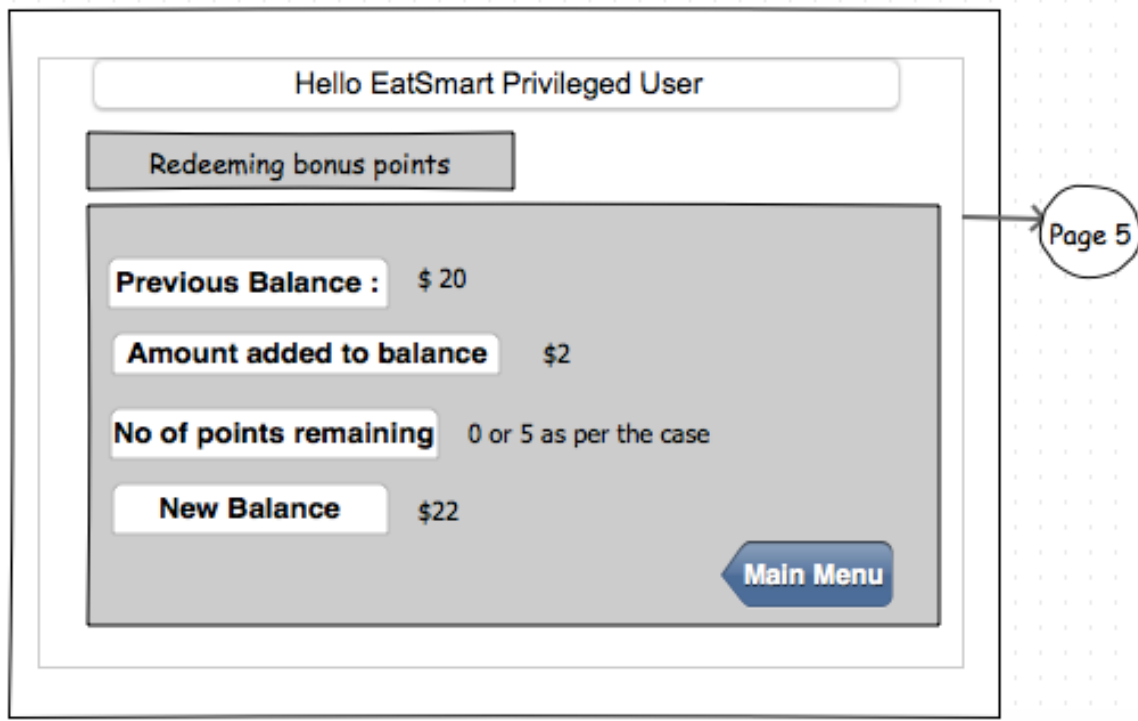 Hello EatSmart Privileged User
Redeeming bonus points
Page 5
Previous Balance : $ 20
Amount added to balance $2
No of points remaining 0 or 5 as per the case
New Balance $22
Main Menu